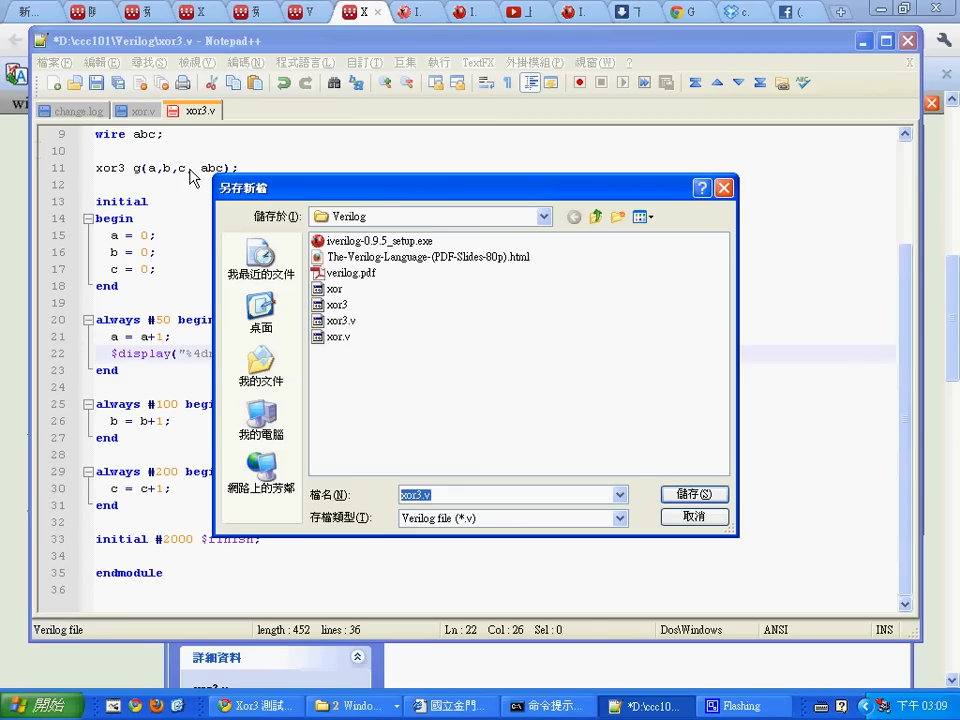 新...
X
X
Y
X
I.
I.
上
I.
丁
G
c.
(.
*D:\ccc101\Verilog\xor3.v - Notepad++
檔案(F) 編輯(E) 尋找(S) 檢視(V) 編碼(N) 程式語言(L) 自訂(T) 巨集 執行 TextFX 外掛模組(P) 視窗(W) ? X
change.log xor.v xor3.v
wi
9 wire abc;
10
11 xor3 g(a,b,c, abc);
12
13 initial
14 begin
15 a = 0;
16 b = 0;
17 c = 0;
18 end
19
20 always #50 begi
21 a = a+1;
22 $display("%4d
23 end
24
25 always #100 begi
26 b = b+1;
27 end
28
29 always #200 begi
30 c = c+1;
31 end
32
33 initial #2000 $finish;
34
35 endmodule
36
另存新檔
儲存於(I): Verilog
我最近的文件
桌面
我的文件
我的電腦
網路上的芳鄰
iverilog-0.9.5_setup.exe
The-Verilog-Language-(PDF-Slides-80p).html
verilog.pdf
xor
xor3
xor3.v
xor.v
檔名(N): xor3.v 儲存(S)
存檔類型(T): Verilog file (*.v) 取消
Verilog file length : 452 lines : 36 Ln : 22 Col : 26 Sel : 0 Dos\Windows ANSI INS
詳細資料
開始 Xor3 測試... 2 Windo... 國立金門... 命令提示... *D:\ccc10... Flashing 下午 03:09